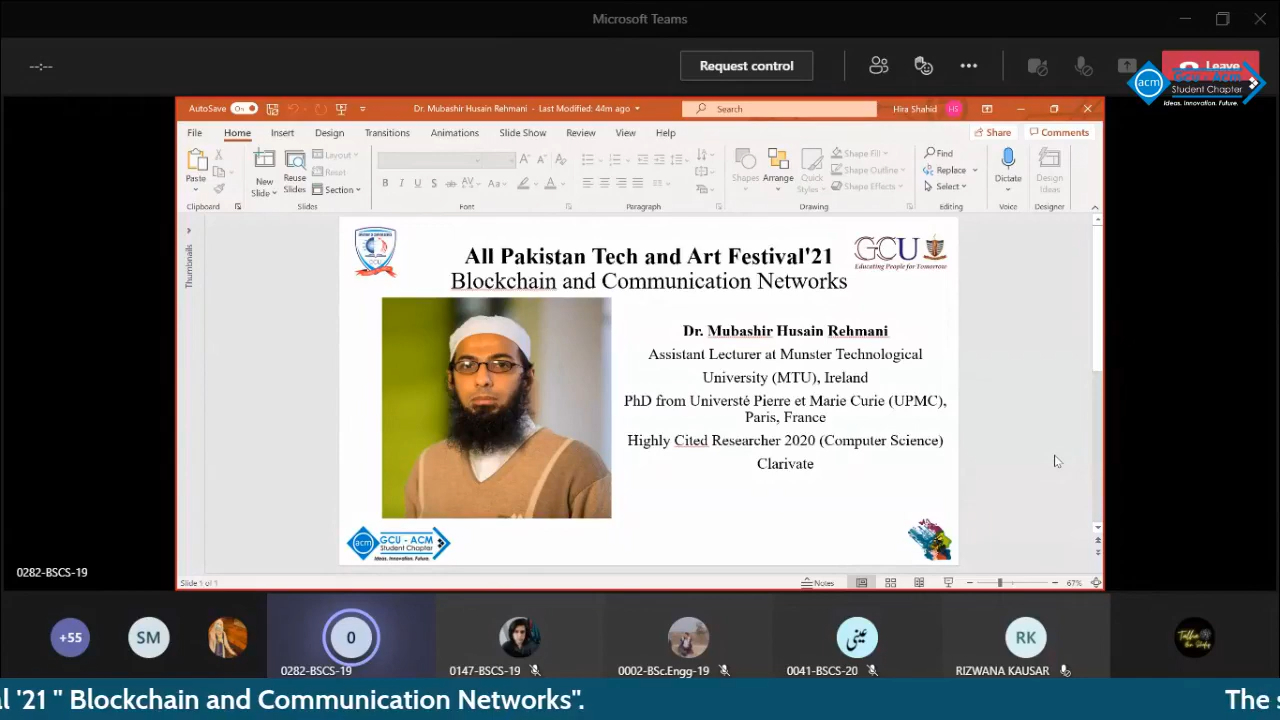 Microsoft Teams
--:--
Request control
Leave
acm
GCU - ACM
Student Chapter
Ideas. Innovation. Future.
AutoSave On
Dr. Mubashir Husain Rehmani - Last Modified: 44m ago
Search
Hira Shahid
HS
File Home Insert Design Transitions Animations Slide Show Review View Help
Share
Comments
Paste
New
Slide
Reuse
Slides
Layout
Reset
Section
B I U S ab AV Aa A
Shapes
Arrange
Quick
Styles
Shape Fill
Shape Outline
Shape Effects
Find
Replace
Select
Dictate
Design
Ideas
Clipboard
Slides
Font
Paragraph
Drawing
Editing
Voice
Designer
Thumbnails
All Pakistan Tech and Art Festival'21
Blockchain and Communication Networks
GCU
Educating People for Tomorrow
Dr. Mubashir Husain Rehmani
Assistant Lecturer at Munster Technological
University (MTU), Ireland
PhD from Universté Pierre et Marie Curie (UPMC),
Paris, France
Highly Cited Researcher 2020 (Computer Science)
Clarivate
acm
GCU - ACM
Student Chapter
Ideas. Innovation. Future.
Slide 1 of 1
Notes
67%
0282-BSCS-19
+55
SM
0
0282-BSCS-19
0147-BSCS-19
0002-BSc.Engg-19
عینی
0041-BSCS-20
RK
RIZWANA KAUSAR
l '21 " Blockchain and Communication Networks".
The s